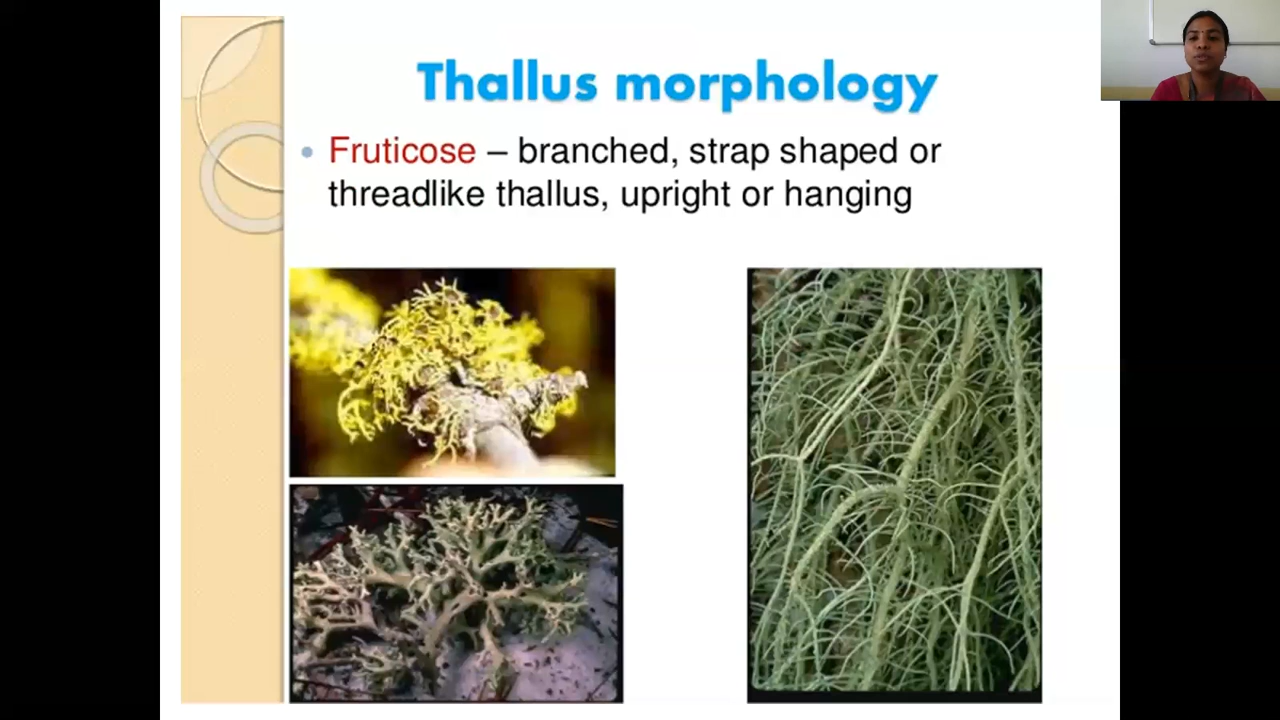 Thallus morphology
• Fruticose – branched, strap shaped or
threadlike thallus, upright or hanging